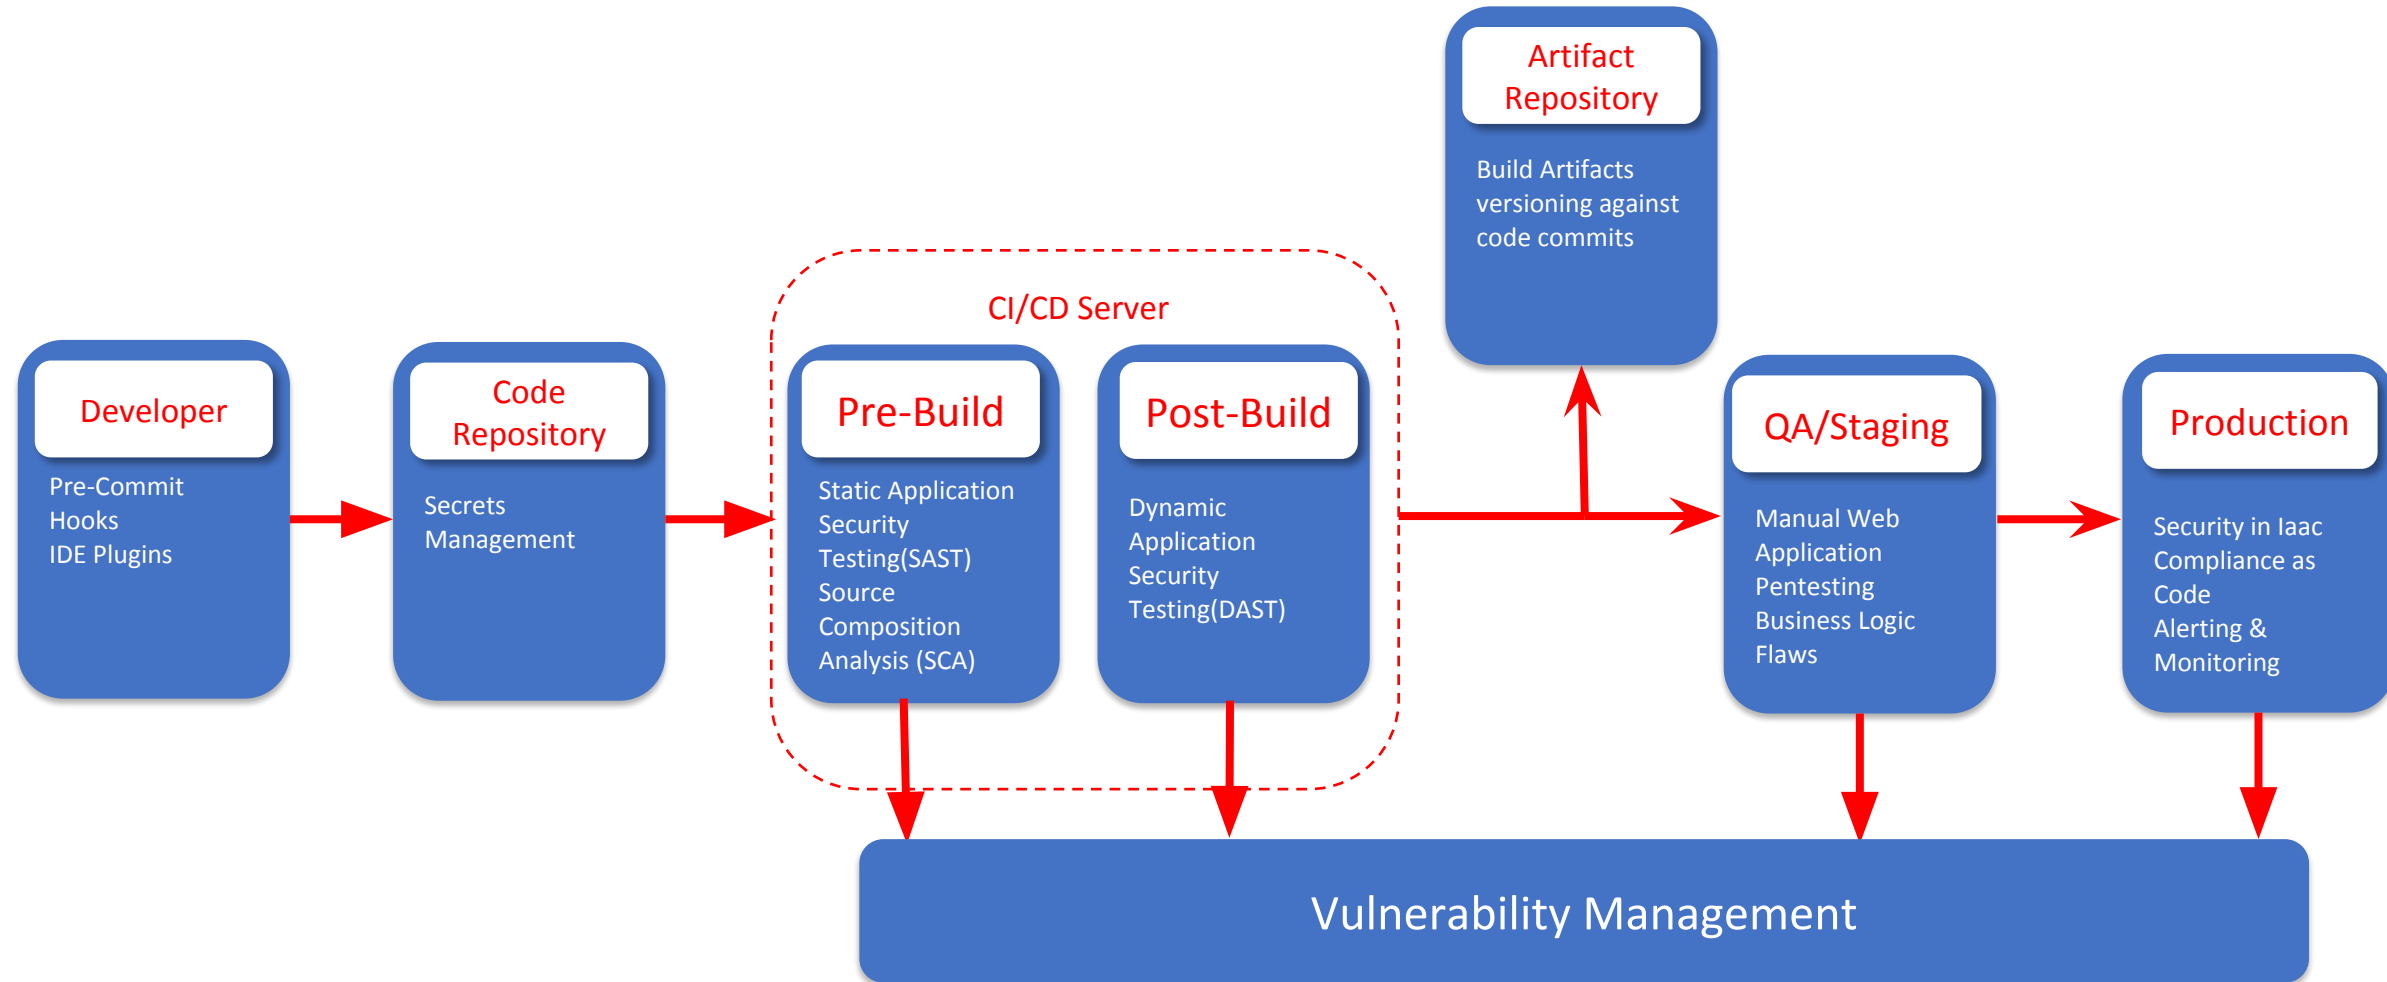 Developer
Pre-Commit
Hooks
IDE Plugins
Code
Repository
Secrets
Management
CI/CD Server
Pre-Build
Static Application
Security
Testing(SAST)
Source
Composition
Analysis (SCA)
Post-Build
Dynamic
Application
Security
Testing(DAST)
Artifact
Repository
Build Artifacts
versioning against
code commits
QA/Staging
Manual Web
Application
Pentesting
Business Logic
Flaws
Production
Security in Iaac
Compliance as
Code
Alerting &
Monitoring
Vulnerability Management